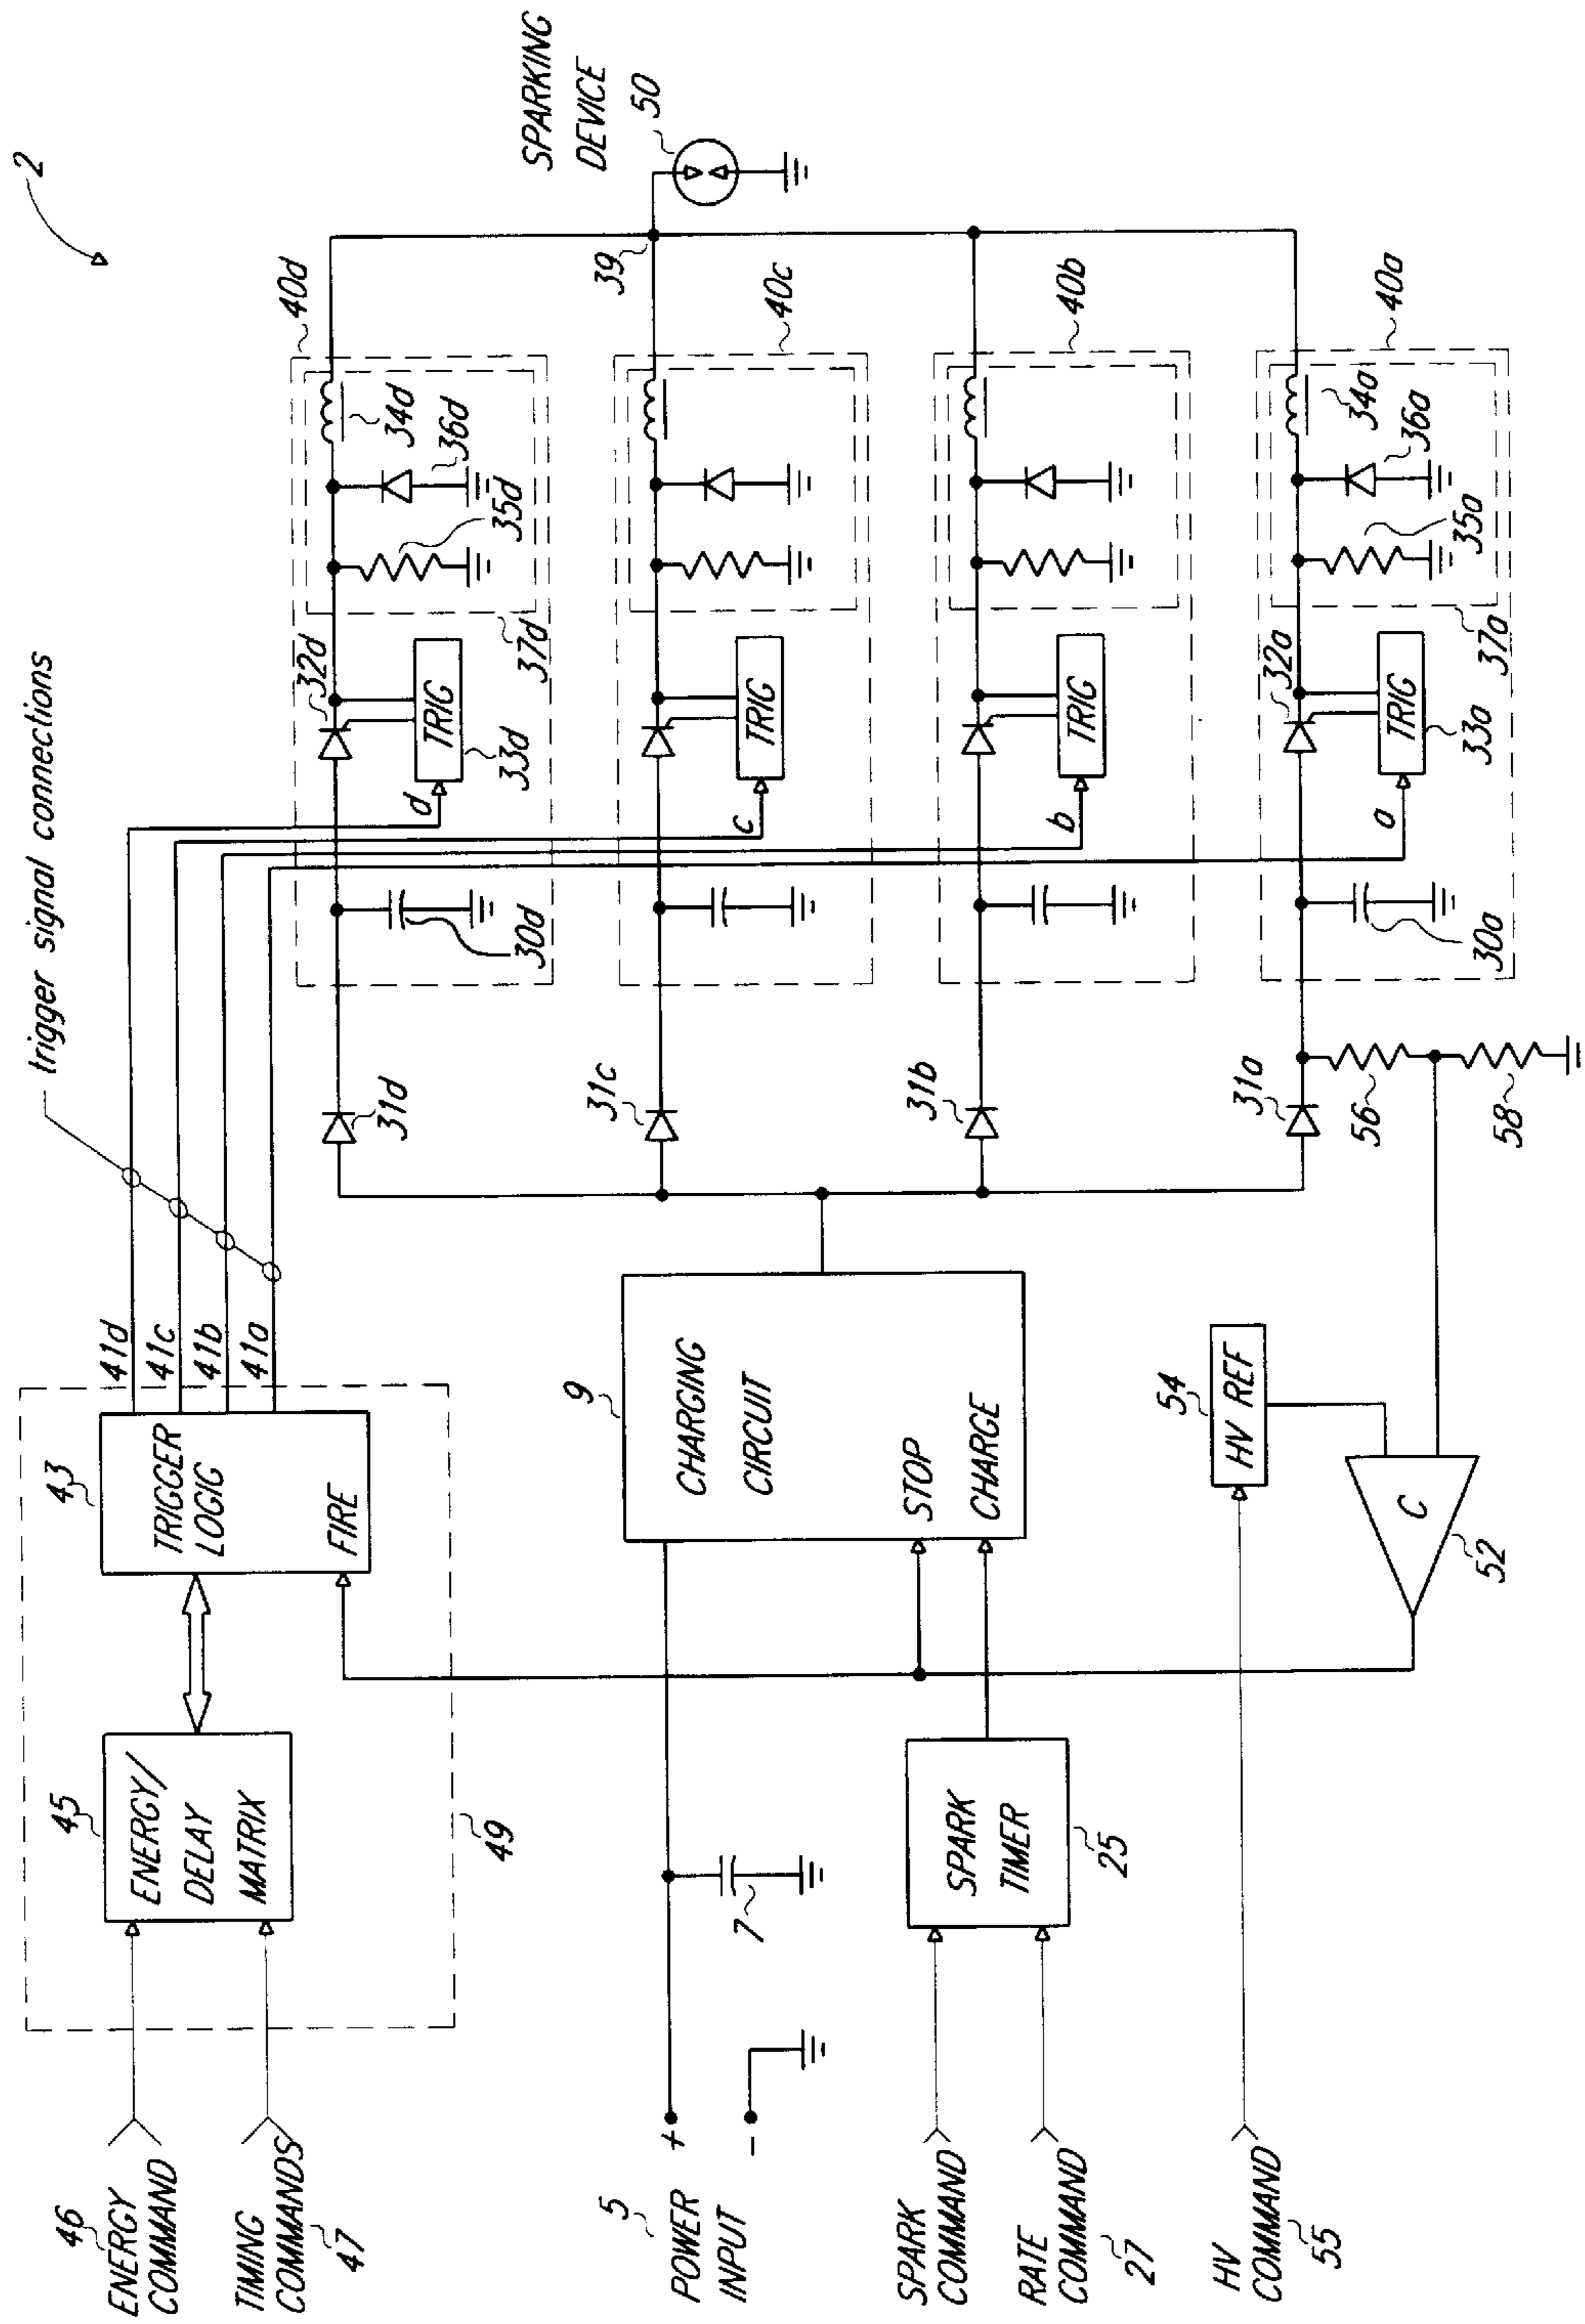 2
trigger signal connections
46
ENERGY
COMMAND
TIMING
COMMANDS
47
45
ENERGY/
DELAY
MATRIX
49
43
TRIGGER
LOGIC
FIRE
41d
41c
41b
41a
5
POWER
INPUT
+
-
7
9
CHARGING
CIRCUIT
STOP
CHARGE
SPARK
COMMAND
RATE
COMMAND
27
SPARK
TIMER
25
HV
COMMAND
55
54
HV REF
C
52
31d
31c
31b
31a
56
58
40d
30d
d
32d
TRIG
33d
37d
35d
36d
34d
40c
c
TRIG
40b
b
TRIG
40a
30a
a
32a
TRIG
33a
37a
35a
36a
34a
39
SPARKING
DEVICE
50